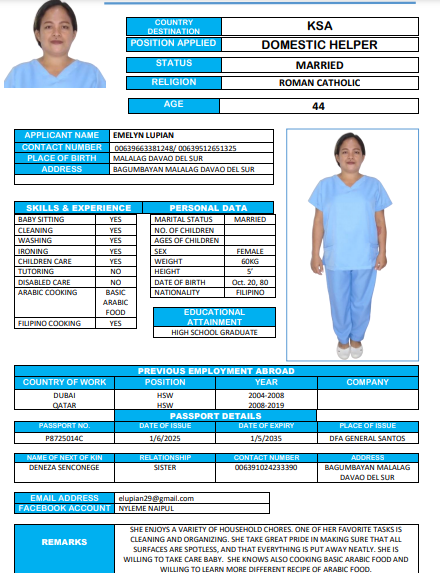 COUNTRY DESTINATION KSA
POSITION APPLIED DOMESTIC HELPER
STATUS MARRIED
RELIGION ROMAN CATHOLIC
AGE 44
APPLICANT NAME EMELYN LUPIAN
CONTACT NUMBER 00639663381248/ 00639512651325
PLACE OF BIRTH MALALAG DAVAO DEL SUR
ADDRESS BAGUMBAYAN MALALAG DAVAO DEL SUR
SKILLS & EXPERIENCE
BABY SITTING YES
CLEANING YES
WASHING YES
IRONING YES
CHILDREN CARE YES
TUTORING NO
DISABLED CARE NO
ARABIC COOKING BASIC ARABIC FOOD
FILIPINO COOKING YES
PERSONAL DATA
MARITAL STATUS MARRIED
NO. OF CHILDREN
AGES OF CHILDREN
SEX FEMALE
WEIGHT 60KG
HEIGHT 5'
DATE OF BIRTH Oct. 20, 80
NATIONALITY FILIPINO
EDUCATIONAL ATTAINMENT
HIGH SCHOOL GRADUATE
PREVIOUS EMPLOYMENT ABROAD
COUNTRY OF WORK POSITION YEAR COMPANY
DUBAI HSW 2004-2008
QATAR HSW 2008-2019
PASSPORT DETAILS
PASSPORT NO. DATE OF ISSUE DATE OF EXPIRY PLACE OF ISSUE
P8725014C 1/6/2025 1/5/2035 DFA GENERAL SANTOS
NAME OF NEXT OF KIN RELATIONSHIP CONTACT NUMBER ADDRESS
DENEZA SENCONEGE SISTER 006391024233390 BAGUMBAYAN MALALAG DAVAO DEL SUR
EMAIL ADDRESS elupian29@gmail.com
FACEBOOK ACCOUNT NYLEME NAIPUL
REMARKS
SHE ENJOYS A VARIETY OF HOUSEHOLD CHORES. ONE OF HER FAVORITE TASKS IS
CLEANING AND ORGANIZING. SHE TAKE GREAT PRIDE IN MAKING SURE THAT ALL
SURFACES ARE SPOTLESS, AND THAT EVERYTHING IS PUT AWAY NEATLY. SHE IS
WILLING TO TAKE CARE BABY. SHE KNOWS ALSO COOKING BASIC ARABIC FOOD AND
WILLING TO LEARN MORE DIFFERENT RECIPE OF ARABIC FOOD.